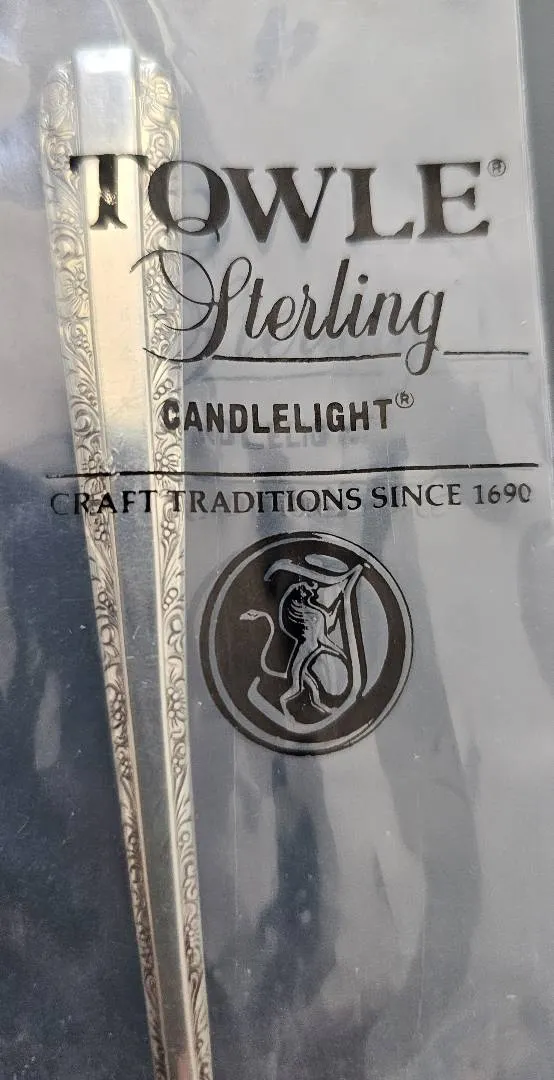 TOWLE®
Sterling
CANDLELIGHT®
CRAFT TRADITIONS SINCE 1690